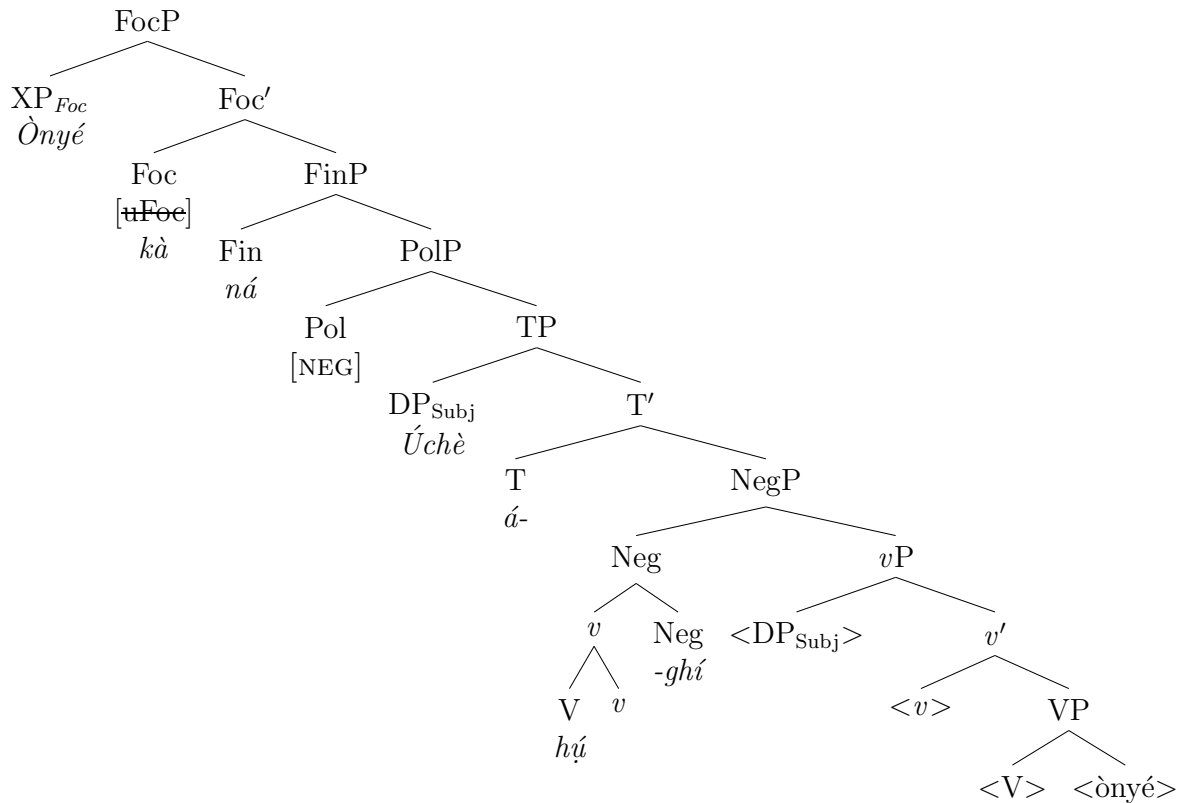 FocP
XP_Foc Foc′
Ònyé
Foc FinP
[uFoc]
kà
Fin PolP
ná
Pol TP
[NEG]
DP_Subj T′
Úchè
T NegP
á-
Neg vP
v Neg <DP_Subj> v′
-ghí
V v <v> VP
hụ́
<V> <ònyé>